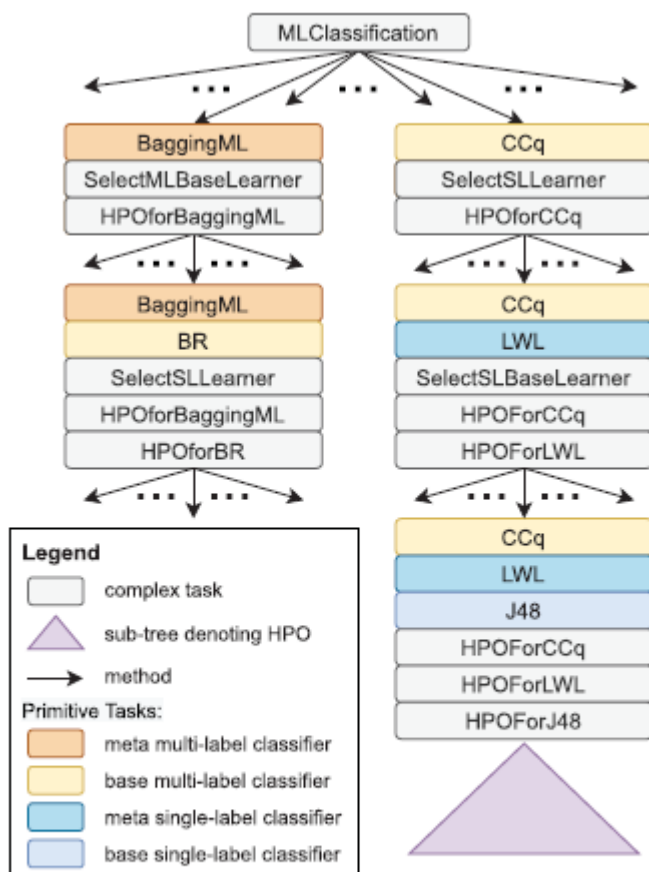 MLClassification
BaggingML
SelectMLBaseLearner
HPOforBaggingML
CCq
SelectSLLearner
HPOforCCq
BaggingML
BR
SelectSLLearner
HPOforBaggingML
HPOforBR
CCq
LWL
SelectSLBaseLearner
HPOForCCq
HPOForLWL
CCq
LWL
J48
HPOForCCq
HPOForLWL
HPOForJ48
Legend
complex task
sub-tree denoting HPO
method
Primitive Tasks:
meta multi-label classifier
base multi-label classifier
meta single-label classifier
base single-label classifier